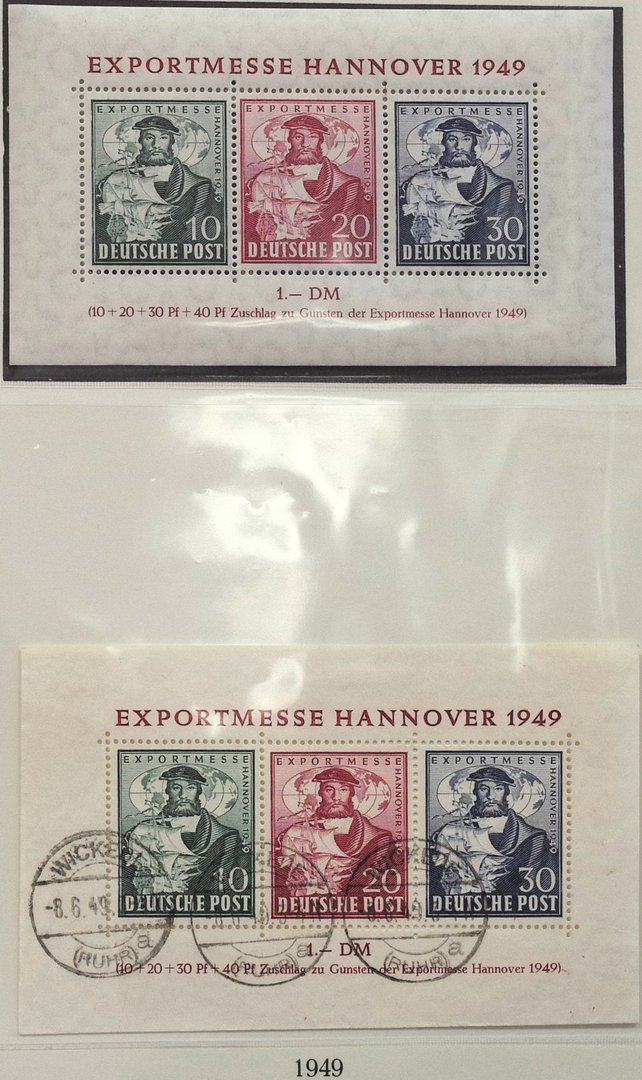 EXPORTMESSE HANNOVER 1949
EXPORTMESSE
HANNOVER 1949
10
DEUTSCHE POST
EXPORTMESSE
HANNOVER 1949
20
DEUTSCHE POST
EXPORTMESSE
HANNOVER 1949
30
DEUTSCHE POST
1.— DM
(10+20+30 Pf+40 Pf Zuschlag zu Gunsten der Exportmesse Hannover 1949)
EXPORTMESSE HANNOVER 1949
EXPORTMESSE
HANNOVER 1949
10
DEUTSCHE POST
EXPORTMESSE
HANNOVER 1949
20
DEUTSCHE POST
EXPORTMESSE
HANNOVER 1949
30
DEUTSCHE POST
-8.6.49
a
(RUHR)
a
(RUHR)
a
(RUHR)
1.— DM
(10+20+30 Pf+40 Pf Zuschlag zu Gunsten der Exportmesse Hannover 1949)
1949